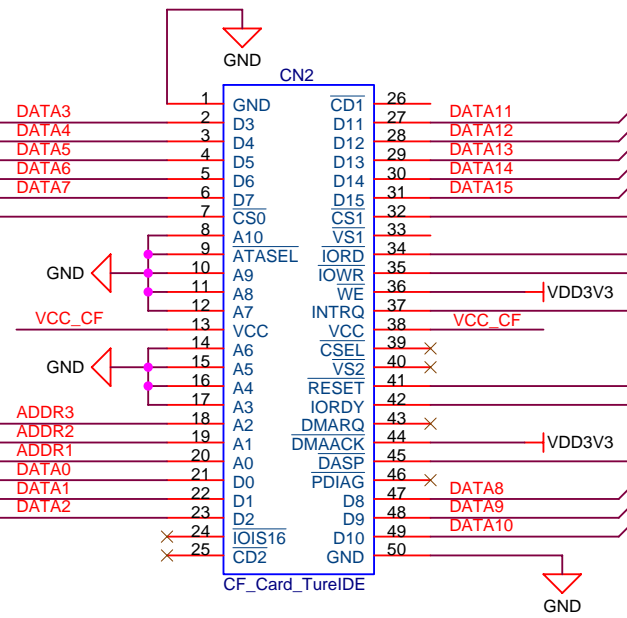 GND
CN2
1 GND CD1 26
DATA3 2 D3 D11 27 DATA11
DATA4 3 D4 D12 28 DATA12
DATA5 4 D5 D13 29 DATA13
DATA6 5 D6 D14 30 DATA14
DATA7 6 D7 D15 31 DATA15
7 CS0 CS1 32
8 A10 VS1 33
9 ATASEL IORD 34
GND 10 A9 IOWR 35
11 A8 WE 36 VDD3V3
12 A7 INTRQ 37
VCC_CF 13 VCC VCC 38 VCC_CF
14 A6 CSEL 39
GND 15 A5 VS2 40
16 A4 RESET 41
17 A3 IORDY 42
ADDR3 18 A2 DMARQ 43
ADDR2 19 A1 DMAACK 44 VDD3V3
ADDR1 20 A0 DASP 45
DATA0 21 D0 PDIAG 46
DATA1 22 D1 D8 47 DATA8
DATA2 23 D2 D9 48 DATA9
24 IOIS16 D10 49 DATA10
25 CD2 GND 50
CF_Card_TureIDE
GND